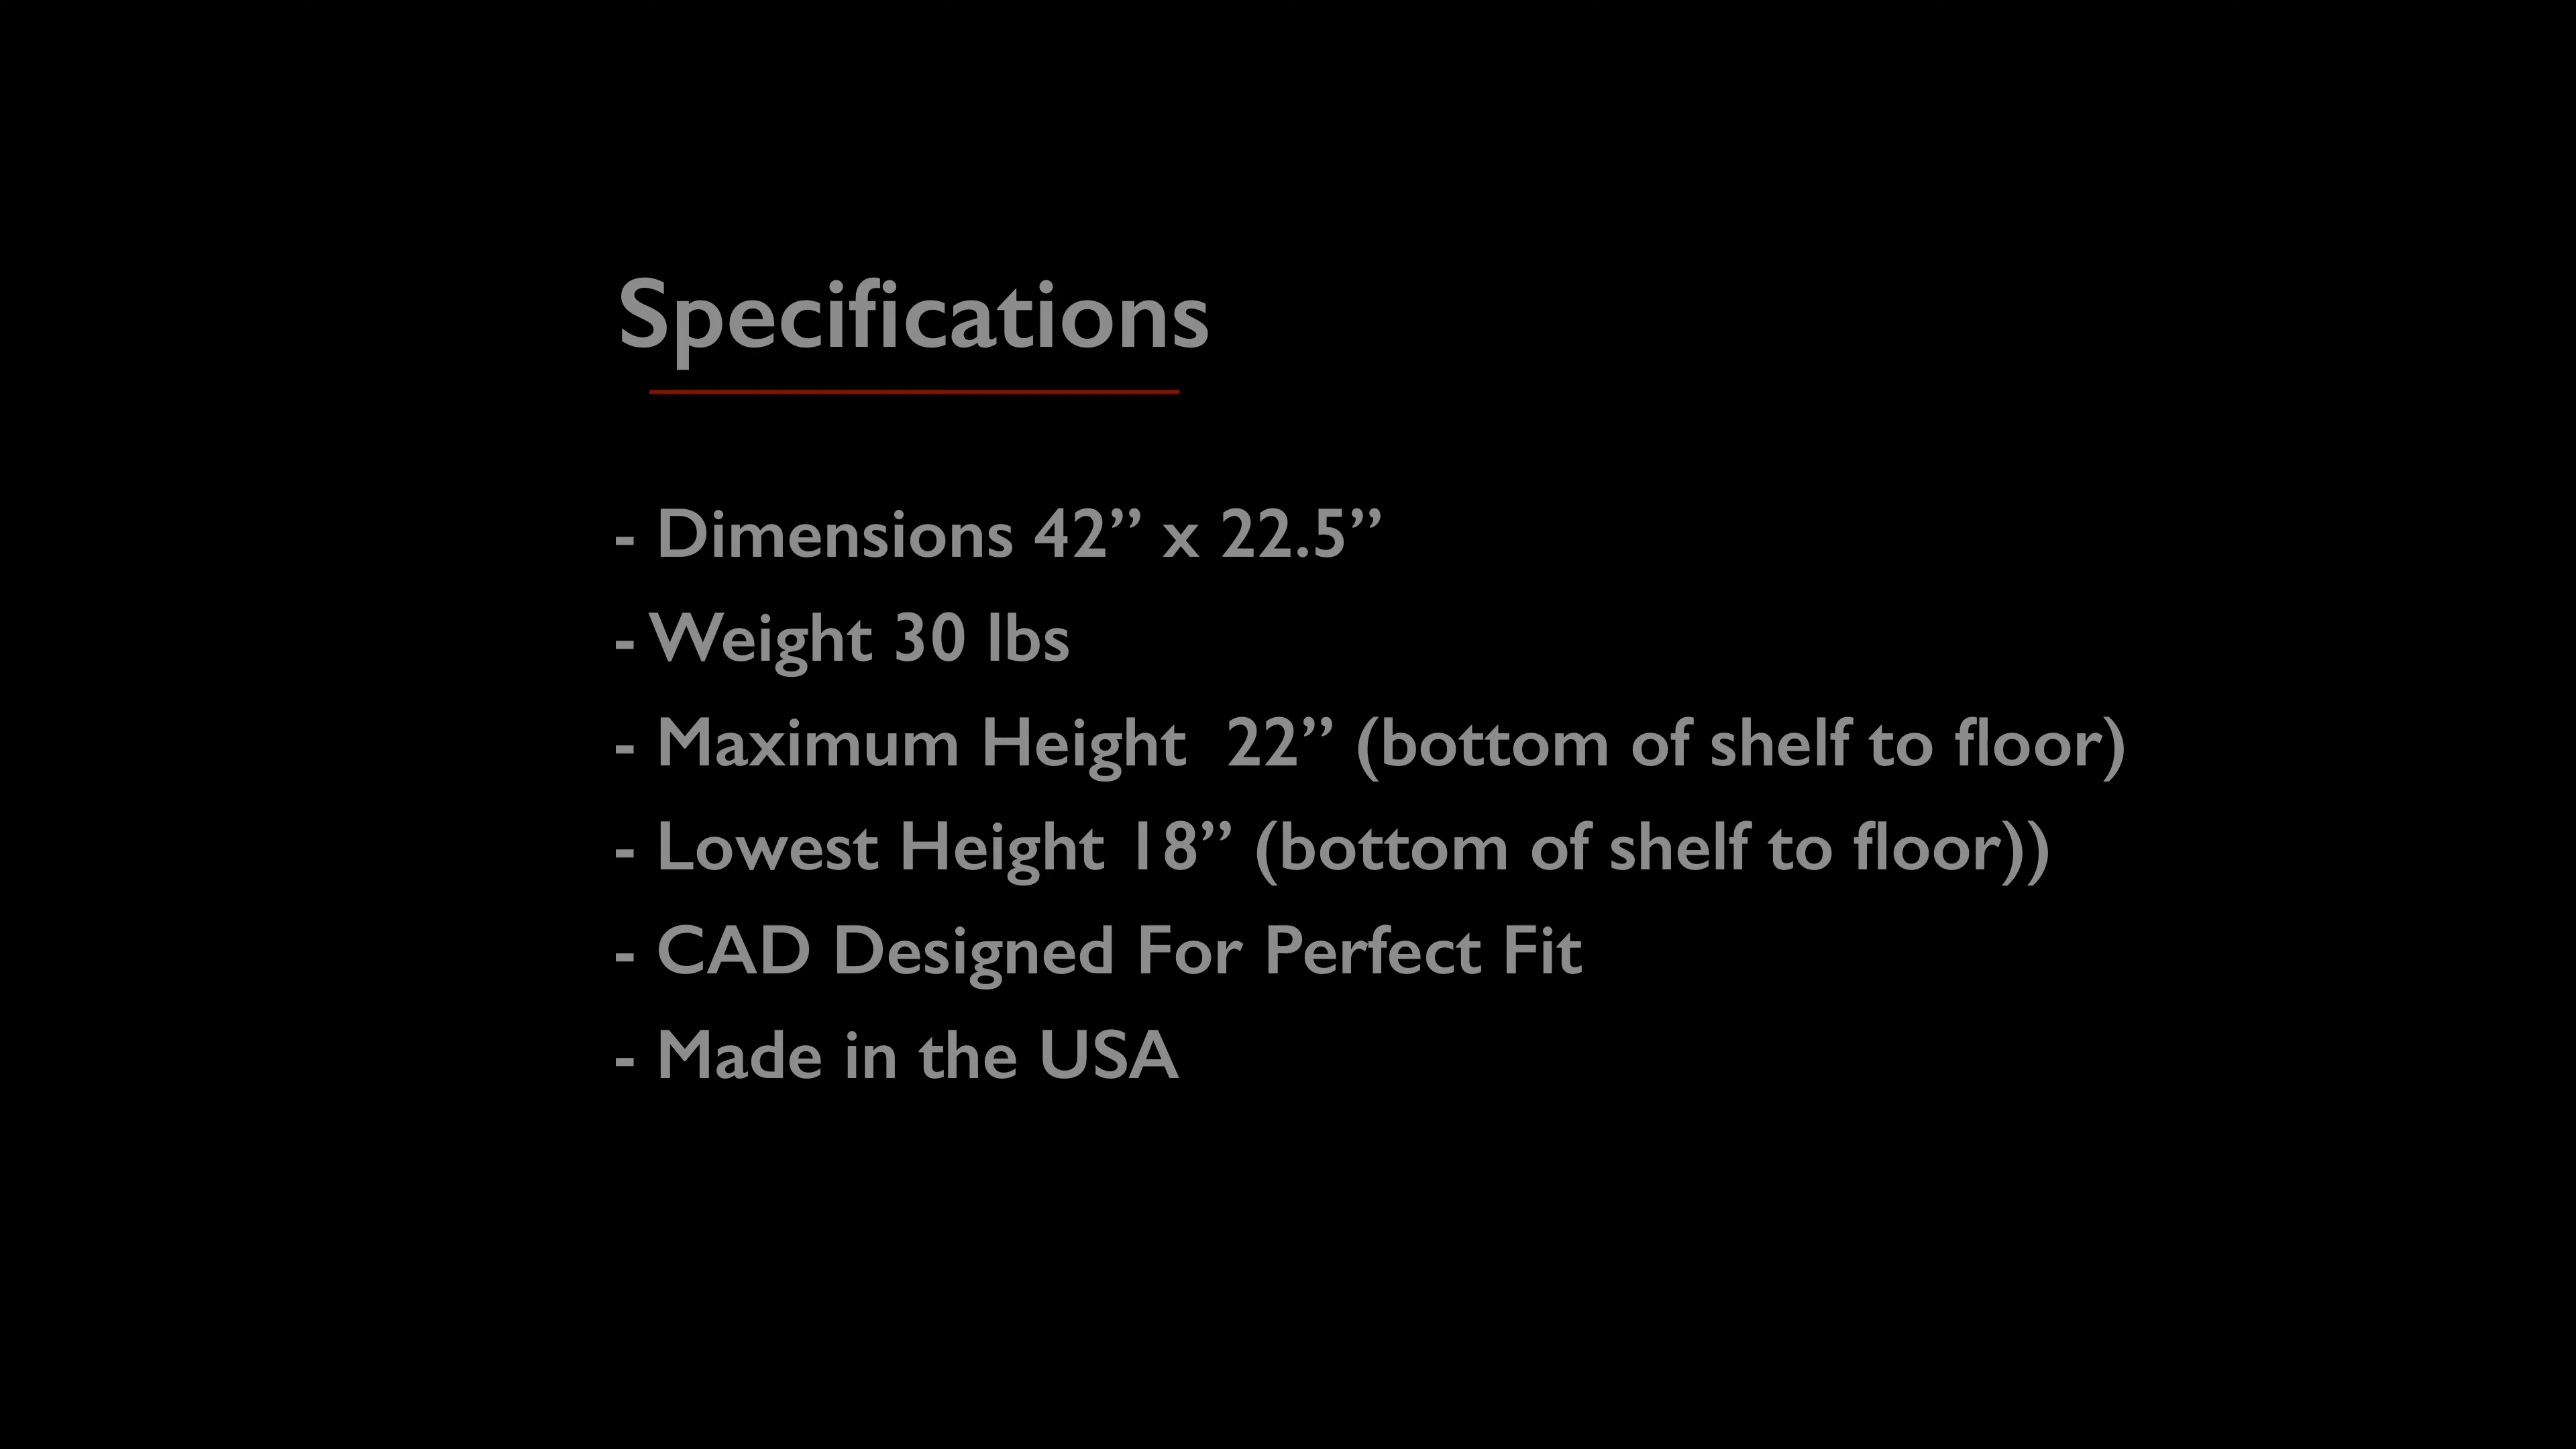 Specifications
- Dimensions 42” x 22.5”
- Weight 30 lbs
- Maximum Height  22” (bottom of shelf to floor)
- Lowest Height 18” (bottom of shelf to floor))
- CAD Designed For Perfect Fit
- Made in the USA